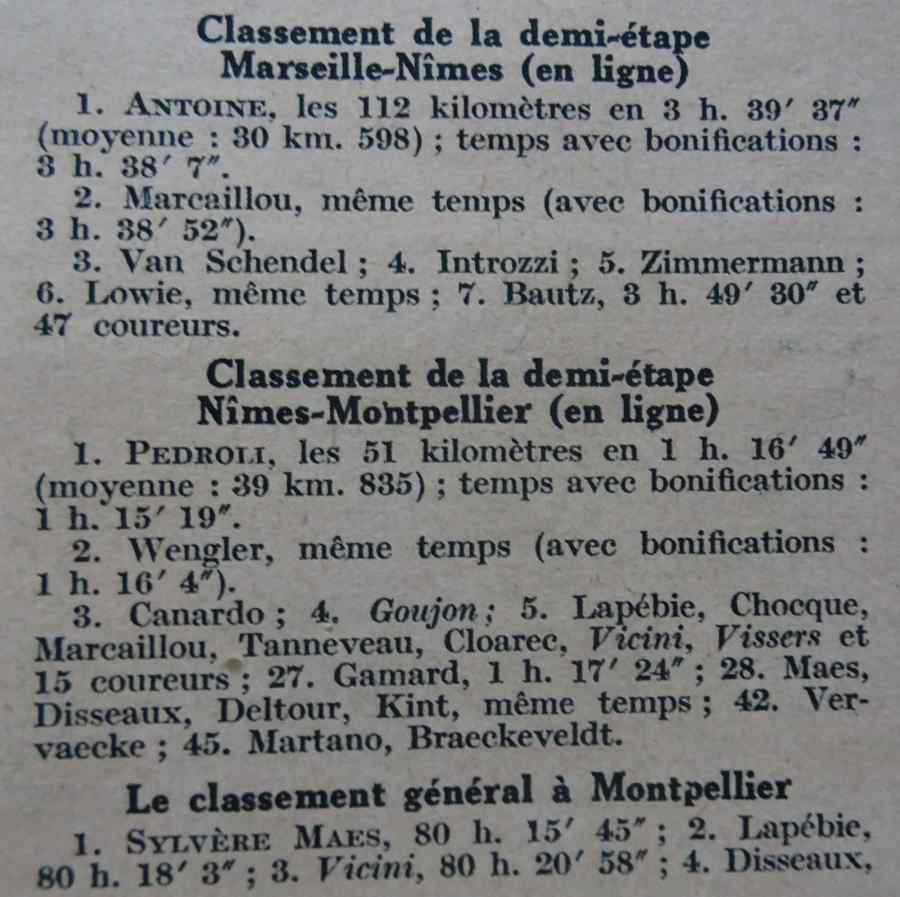 Classement de la demi-étape
Marseille-Nîmes (en ligne)
1. ANTOINE, les 112 kilomètres en 3 h. 39′ 37″
(moyenne : 30 km. 598) ; temps avec bonifications :
3 h. 38′ 7″.
2. Marcaillou, même temps (avec bonifications :
3 h. 38′ 52″).
3. Van Schendel ; 4. Introzzi ; 5. Zimmermann ;
6. Lowie, même temps ; 7. Bautz, 3 h. 49′ 30″ et
47 coureurs.
Classement de la demi-étape
Nîmes-Montpellier (en ligne)
1. PEDROLI, les 51 kilomètres en 1 h. 16′ 49″
(moyenne : 39 km. 835) ; temps avec bonifications :
1 h. 15′ 19″.
2. Wengler, même temps (avec bonifications :
1 h. 16′ 4″).
3. Canardo ; 4. Goujon ; 5. Lapébie, Chocque,
Marcaillou, Tanneveau, Cloarec, Vicini, Vissers et
15 coureurs ; 27. Gamard, 1 h. 17′ 24″ ; 28. Maes,
Disseaux, Deltour, Kint, même temps ; 42. Ver-
vaecke ; 45. Martano, Braeckeveldt.
Le classement général à Montpellier
1. SYLVÈRE MAES, 80 h. 15′ 45″ ; 2. Lapébie,
80 h. 18′ 3″ ; 3. Vicini, 80 h. 20′ 58″ ; 4. Disseaux,